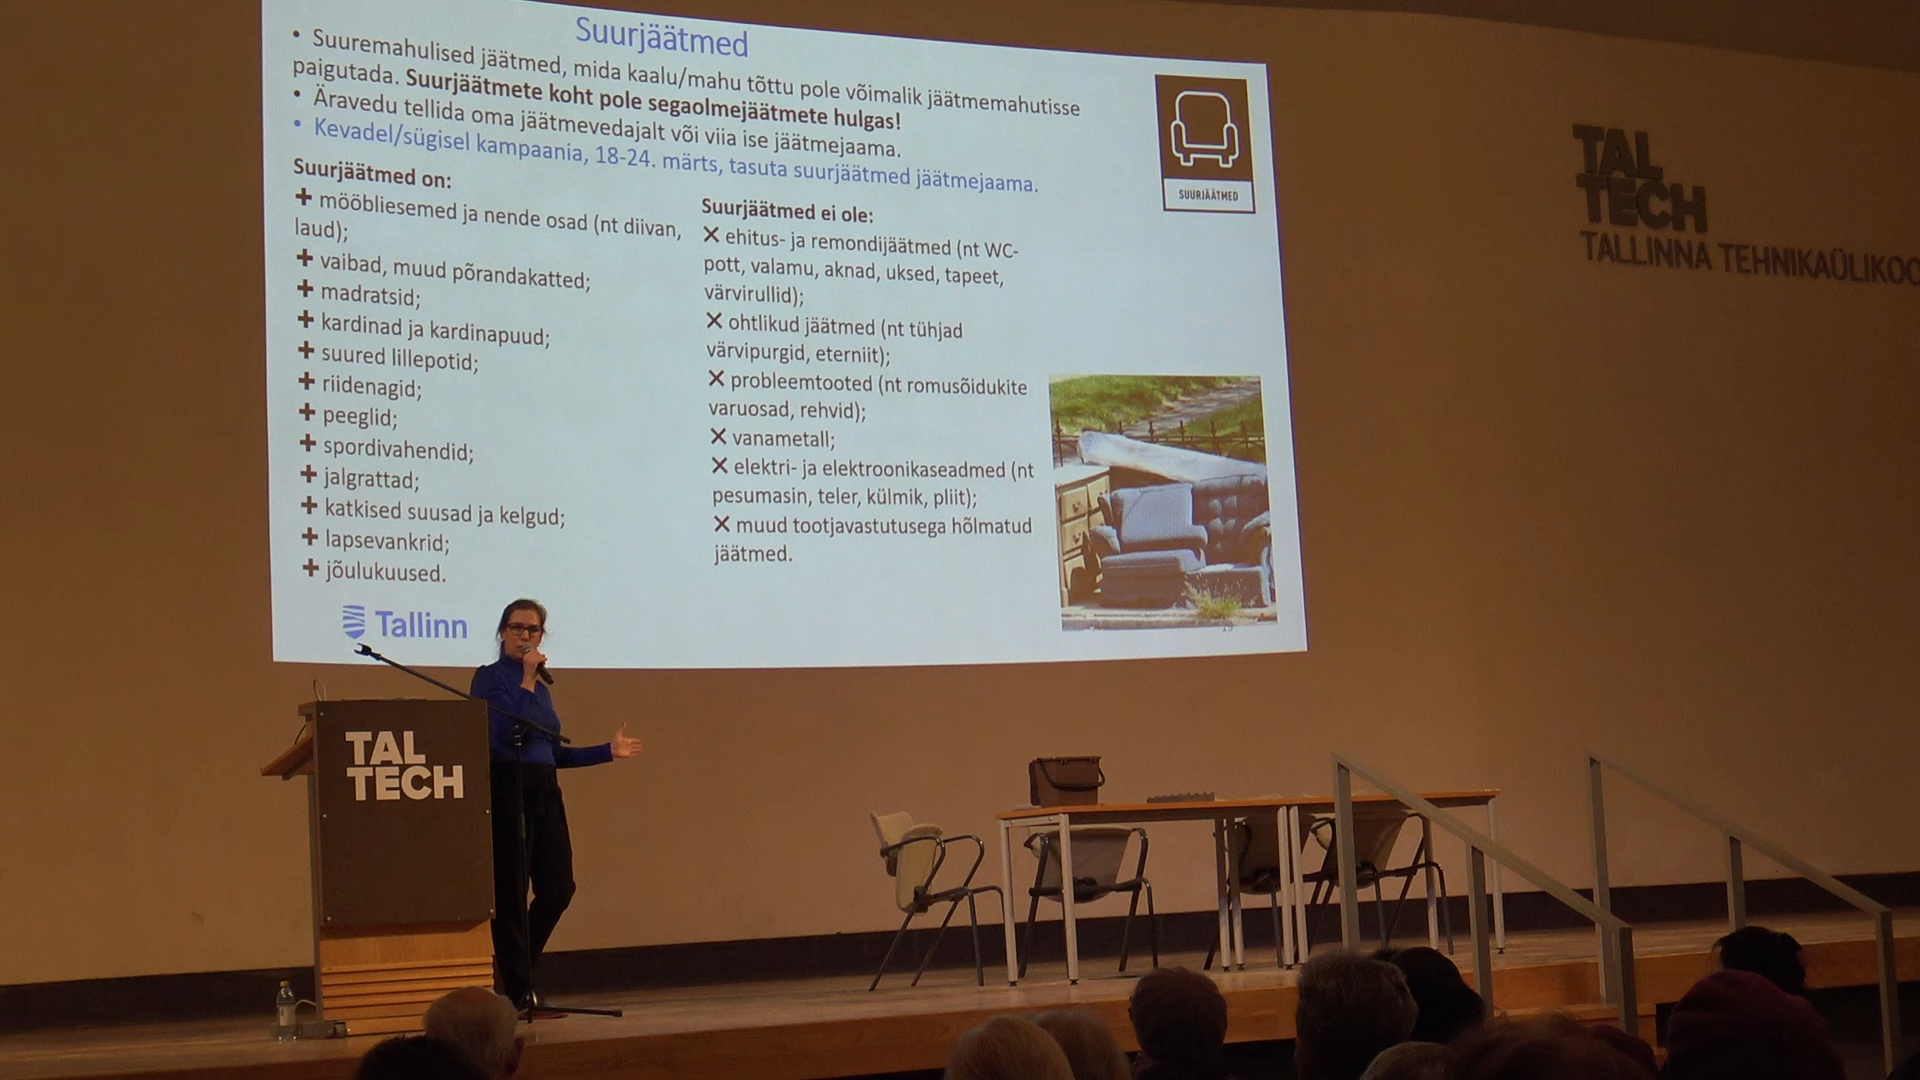 Suurjäätmed
• Suuremahulised jäätmed, mida kaalu/mahu tõttu pole võimalik jäätmemahutisse
paigutada. Suurjäätmete koht pole segaolmejäätmete hulgas!
• Äravedu tellida oma jäätmevedajalt või viia ise jäätmejaama.
• Kevadel/sügisel kampaania, 18-24. märts, tasuta suurjäätmed jäätmejaama.
Suurjäätmed on:
+ mööbliesemed ja nende osad (nt diivan,
laud);
+ vaibad, muud põrandakatted;
+ madratsid;
+ kardinad ja kardinapuud;
+ suured lillepotid;
+ riidenagid;
+ peeglid;
+ spordivahendid;
+ jalgrattad;
+ katkised suusad ja kelgud;
+ lapsevankrid;
+ jõulukuused.
Suurjäätmed ei ole:
✕ ehitus- ja remondijäätmed (nt WC-
pott, valamu, aknad, uksed, tapeet,
värvirullid);
✕ ohtlikud jäätmed (nt tühjad
värvipurgid, eterniit);
✕ probleemtooted (nt romusõidukite
varuosad, rehvid);
✕ vanametall;
✕ elektri- ja elektroonikaseadmed (nt
pesumasin, teler, külmik, pliit);
✕ muud tootjavastutusega hõlmatud
jäätmed.
SUURJÄÄTMED
Tallinn
TAL
TECH
TALLINNA TEHNIKAÜLIKOO
TAL
TECH